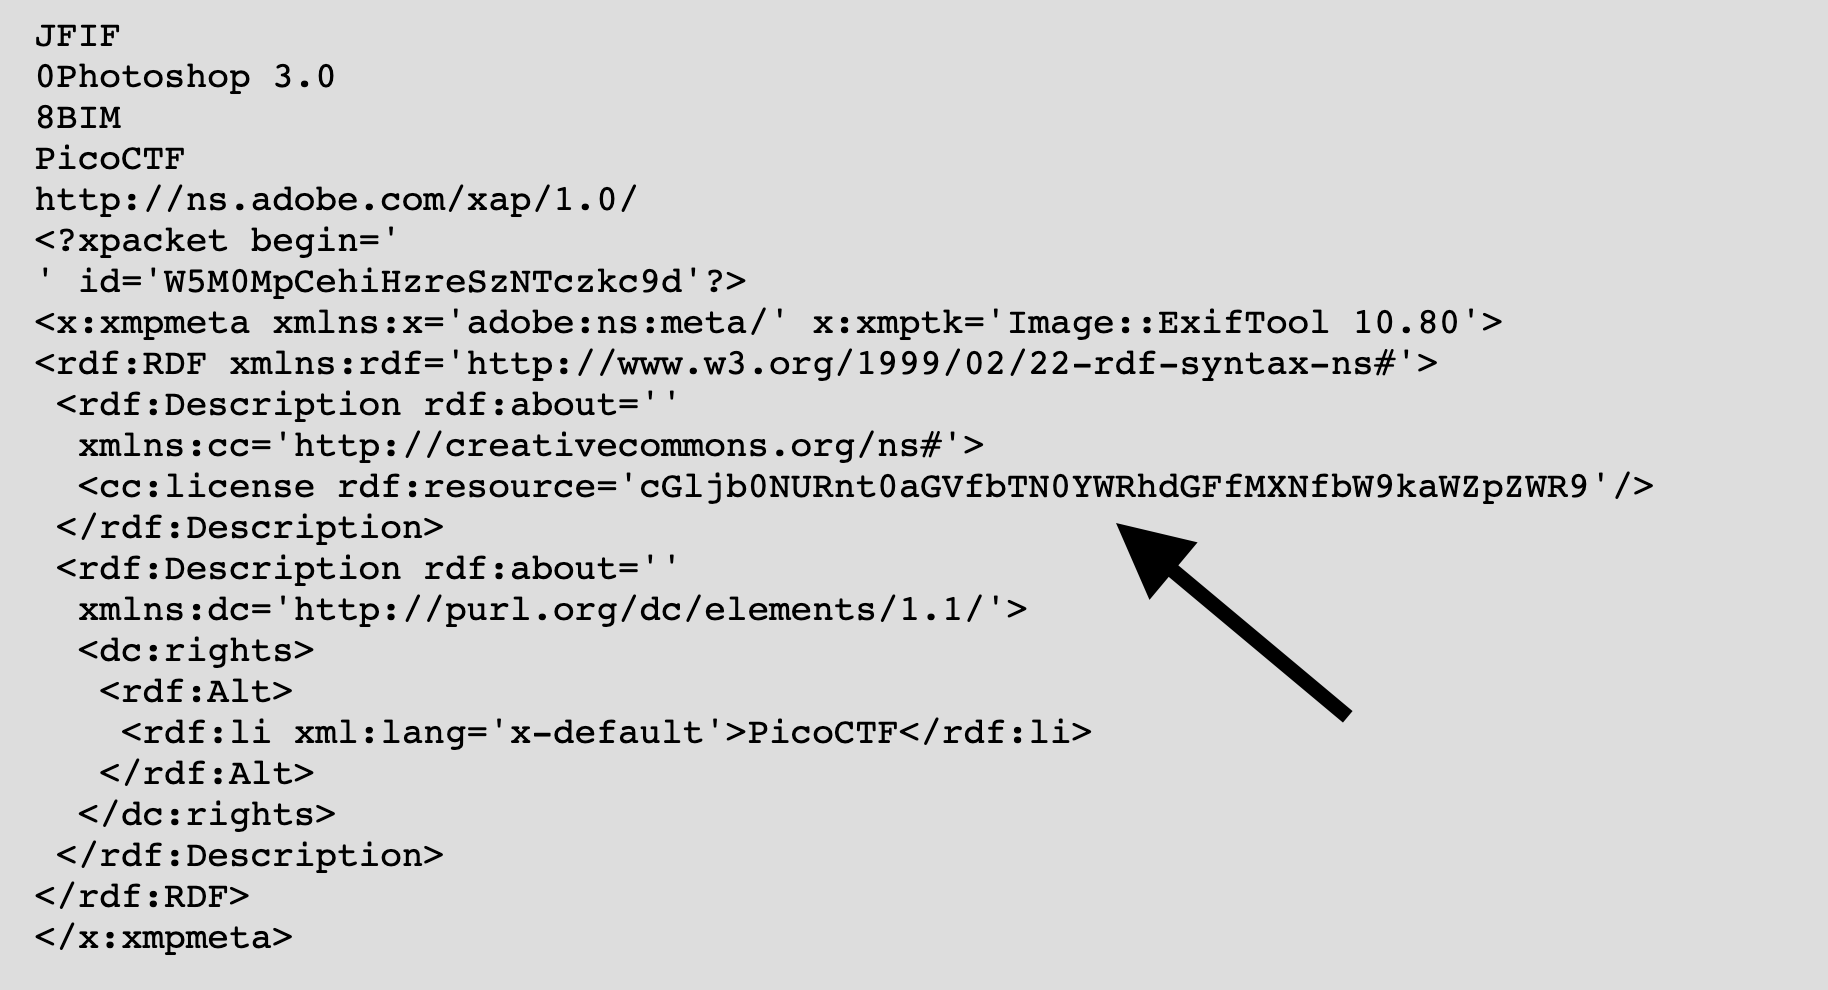 JFIF
0Photoshop 3.0
8BIM
PicoCTF
http://ns.adobe.com/xap/1.0/
<?xpacket begin='
' id='W5M0MpCehiHzreSzNTczkc9d'?>
<x:xmpmeta xmlns:x='adobe:ns:meta/' x:xmptk='Image::ExifTool 10.80'>
<rdf:RDF xmlns:rdf='http://www.w3.org/1999/02/22-rdf-syntax-ns#'>
 <rdf:Description rdf:about=''
  xmlns:cc='http://creativecommons.org/ns#'>
  <cc:license rdf:resource='cGljb0NURnt0aGVfbTN0YWRhdGFfMXNfbW9kaWZpZWR9'/>
 </rdf:Description>
 <rdf:Description rdf:about=''
  xmlns:dc='http://purl.org/dc/elements/1.1/'>
  <dc:rights>
   <rdf:Alt>
    <rdf:li xml:lang='x-default'>PicoCTF</rdf:li>
   </rdf:Alt>
  </dc:rights>
 </rdf:Description>
</rdf:RDF>
</x:xmpmeta>